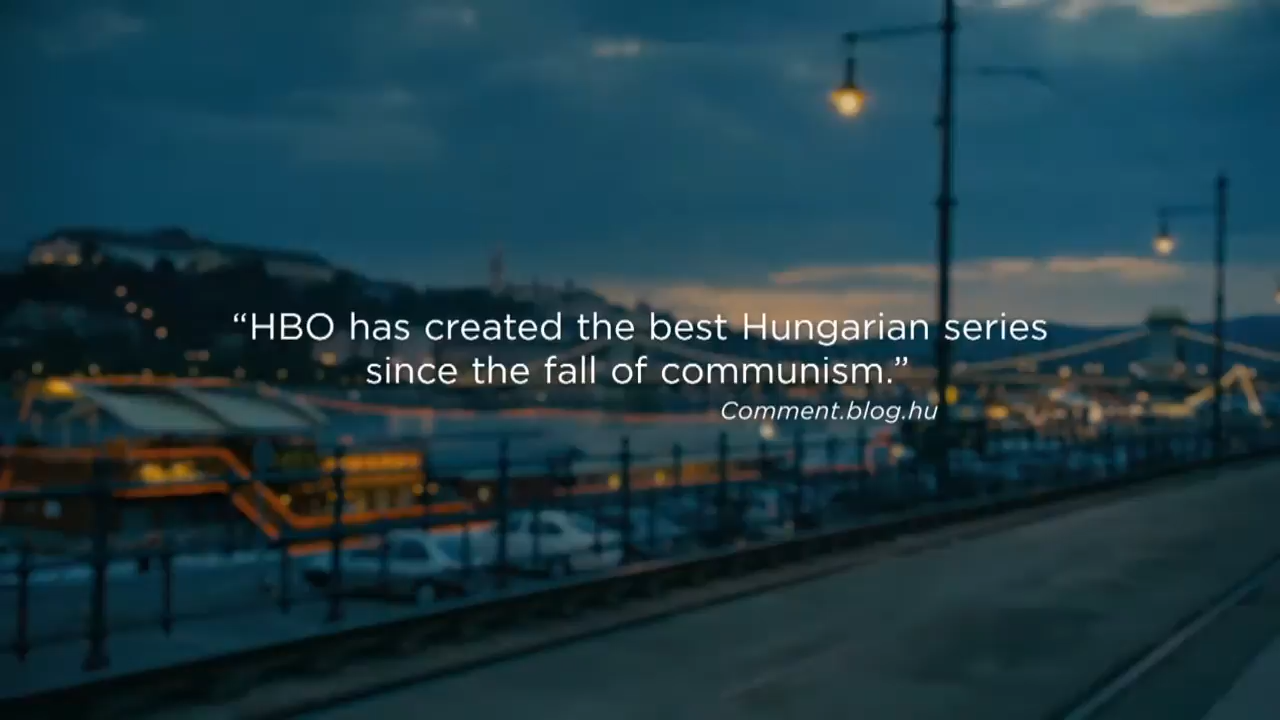 “HBO has created the best Hungarian series
since the fall of communism.”
Comment.blog.hu